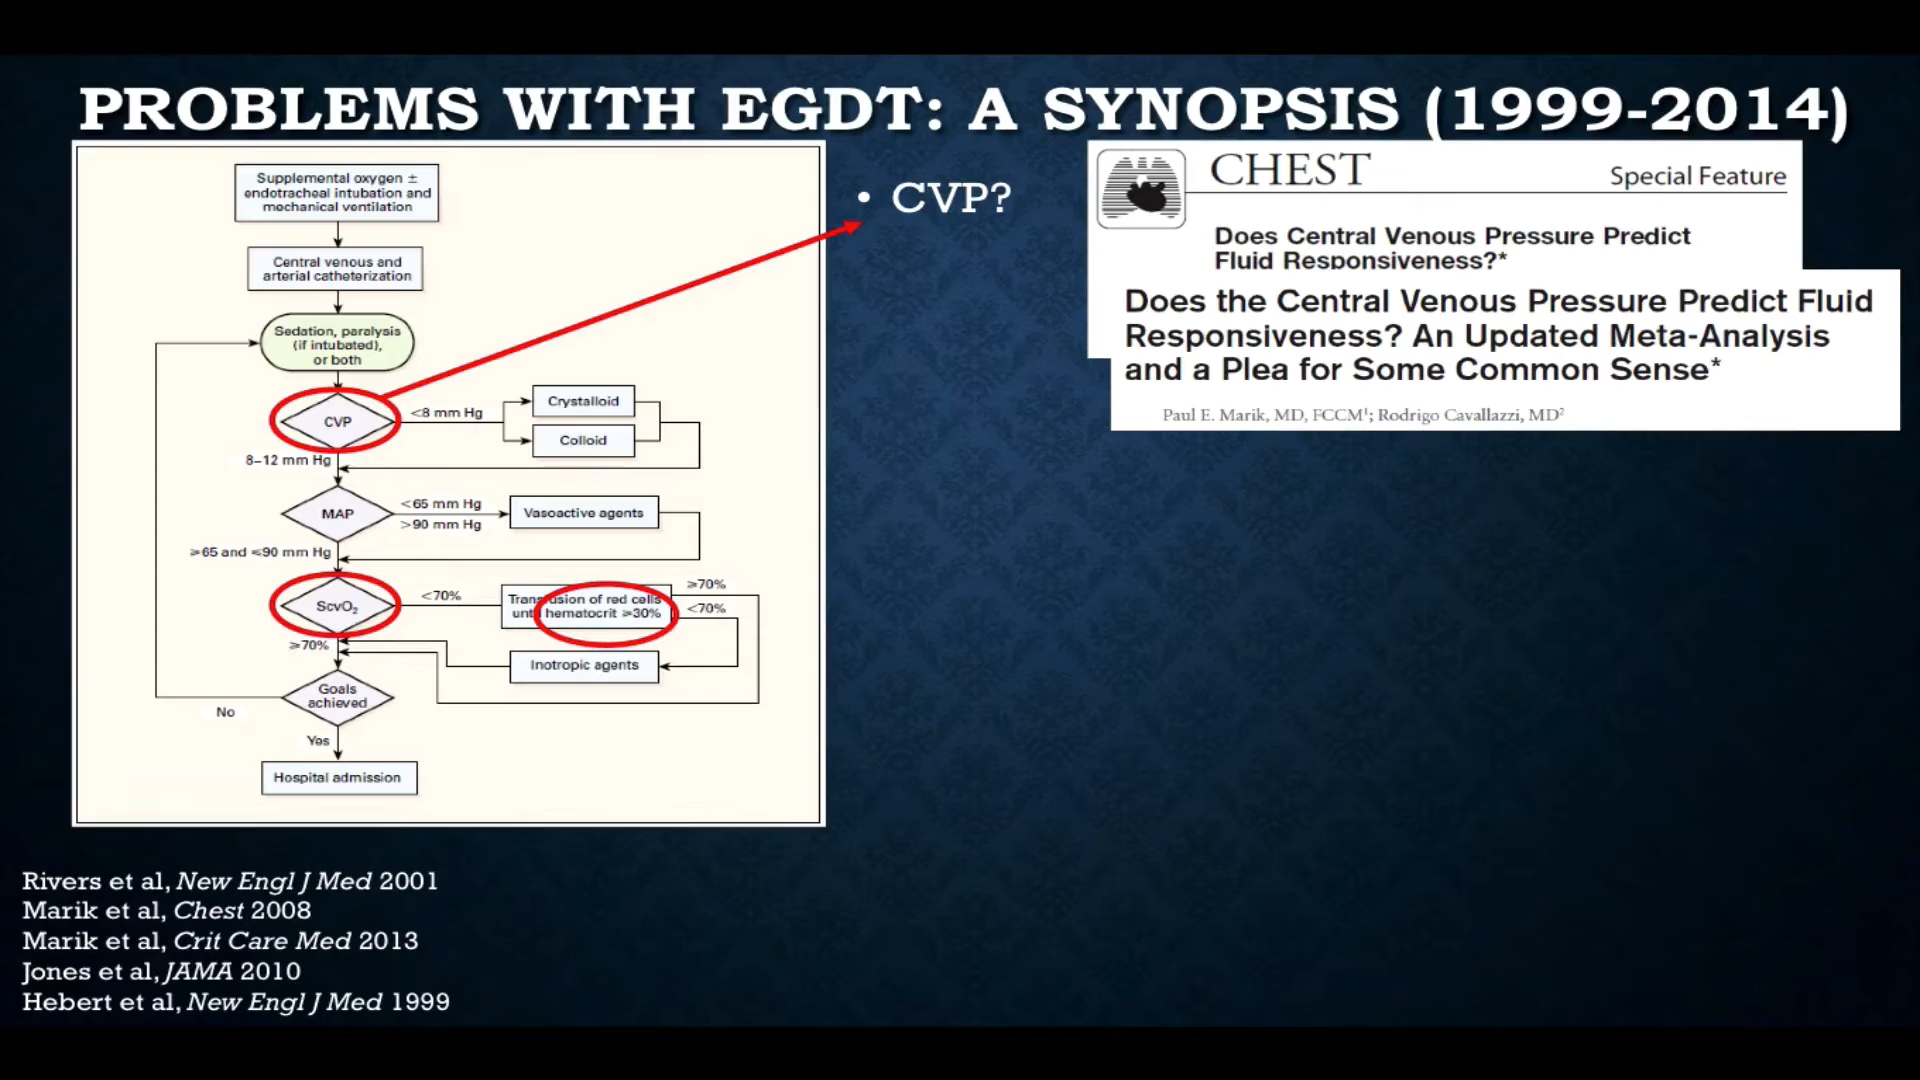 PROBLEMS WITH EGDT: A SYNOPSIS (1999-2014)
Supplemental oxygen ±
endotracheal intubation and
mechanical ventilation
Central venous and
arterial catheterization
Sedation, paralysis
(if intubated),
or both
CVP
<8 mm Hg
Crystalloid
Colloid
8–12 mm Hg
MAP
<65 mm Hg
>90 mm Hg
Vasoactive agents
≥65 and ≤90 mm Hg
ScvO₂
<70%
Transfusion of red cells
until hematocrit ≥30%
≥70%
<70%
≥70%
Inotropic agents
Goals
achieved
No
Yes
Hospital admission
• CVP?
CHEST
Special Feature
Does Central Venous Pressure Predict
Fluid Responsiveness?*
Does the Central Venous Pressure Predict Fluid
Responsiveness? An Updated Meta-Analysis
and a Plea for Some Common Sense*
Paul E. Marik, MD, FCCM¹; Rodrigo Cavallazzi, MD²
Rivers et al, New Engl J Med 2001
Marik et al, Chest 2008
Marik et al, Crit Care Med 2013
Jones et al, JAMA 2010
Hebert et al, New Engl J Med 1999